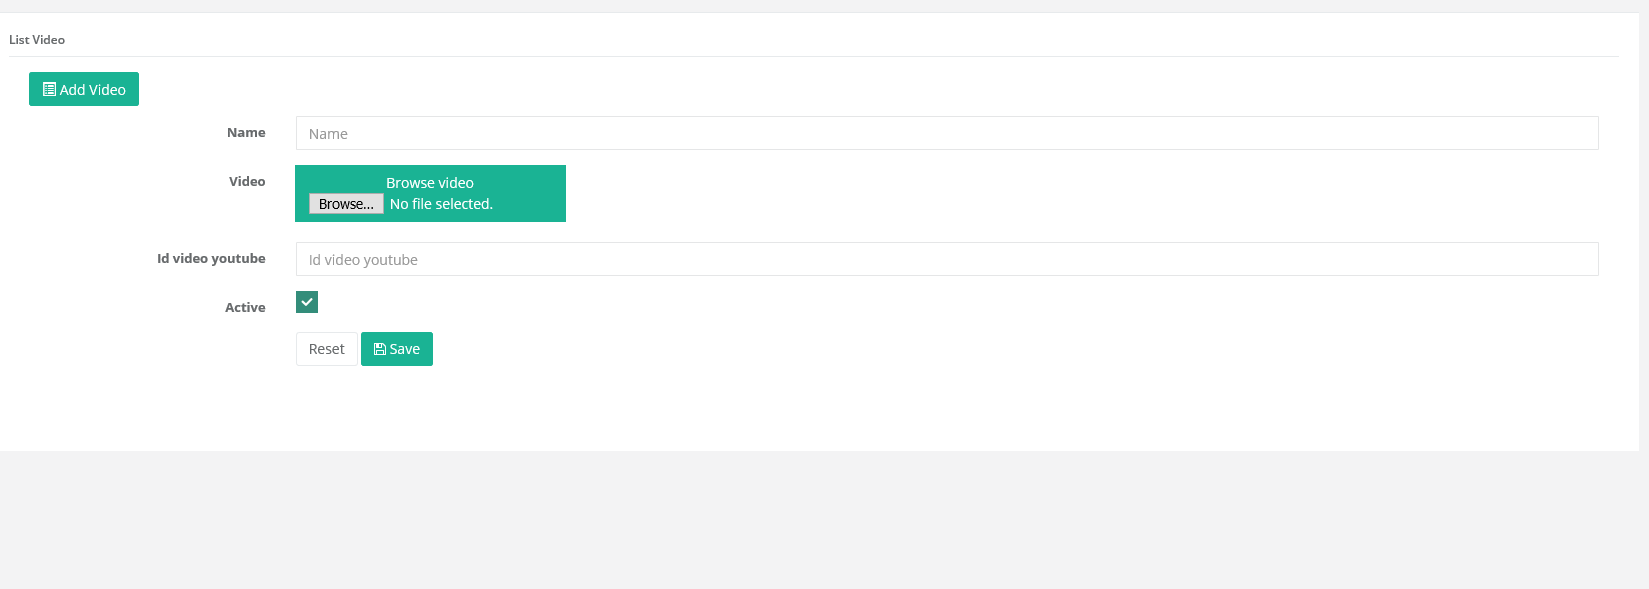 List Video
Add Video
Name
Name
Video
Browse video
Browse... No file selected.
Id video youtube
Id video youtube
Active
Reset
Save